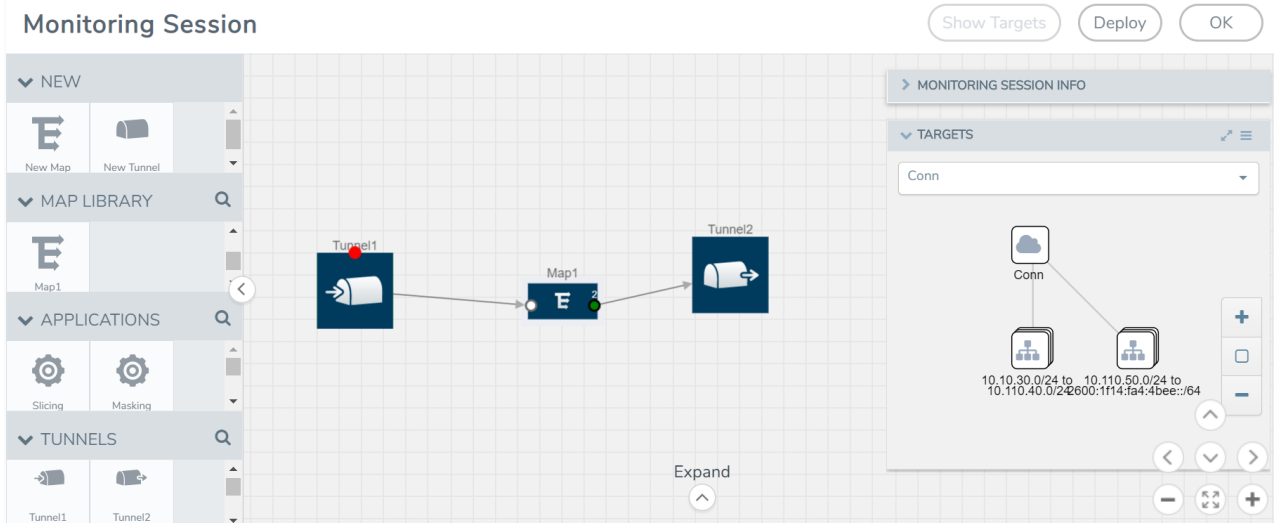 Monitoring Session
Show Targets
Deploy
OK
NEW
New Map
New Tunnel
MAP LIBRARY
Map1
APPLICATIONS
Slicing
Masking
TUNNELS
Tunnel1
Tunnel2
Tunnel1
Map1
2
Tunnel2
Expand
MONITORING SESSION INFO
TARGETS
Conn
Conn
10.10.30.0/24 to
10.110.40.0/24
10.110.50.0/24 to
2600:1f14:fa4:4bee::/64